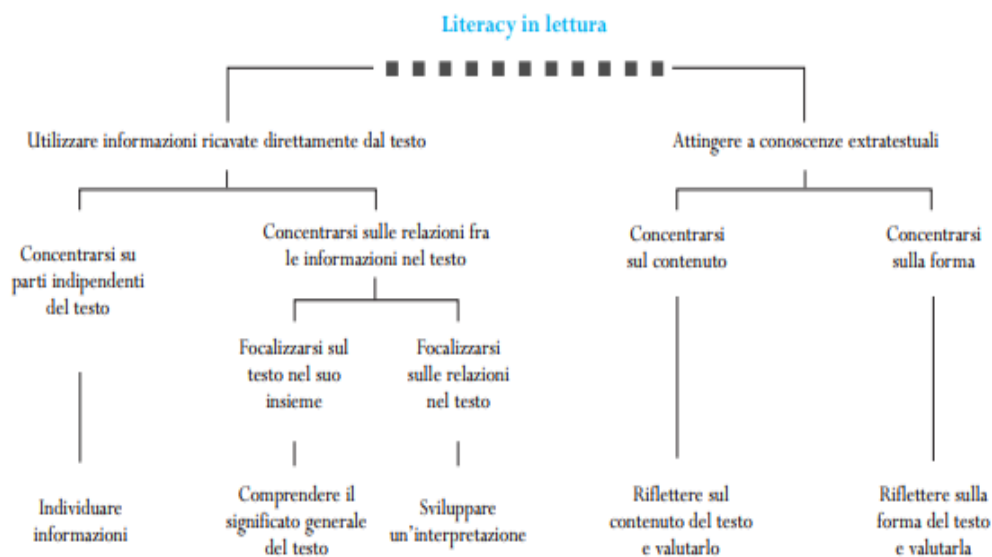 Literacy in lettura
Utilizzare informazioni ricavate direttamente dal testo
Attingere a conoscenze extratestuali
Concentrarsi su
parti indipendenti
del testo
Concentrarsi sulle relazioni fra
le informazioni nel testo
Concentrarsi
sul contenuto
Concentrarsi
sulla forma
Focalizzarsi sul
testo nel suo
insieme
Focalizzarsi
sulle relazioni
nel testo
Individuare
informazioni
Comprendere il
significato generale
del testo
Sviluppare
un'interpretazione
Riflettere sul
contenuto del testo
e valutarlo
Riflettere sulla
forma del testo
e valutarla